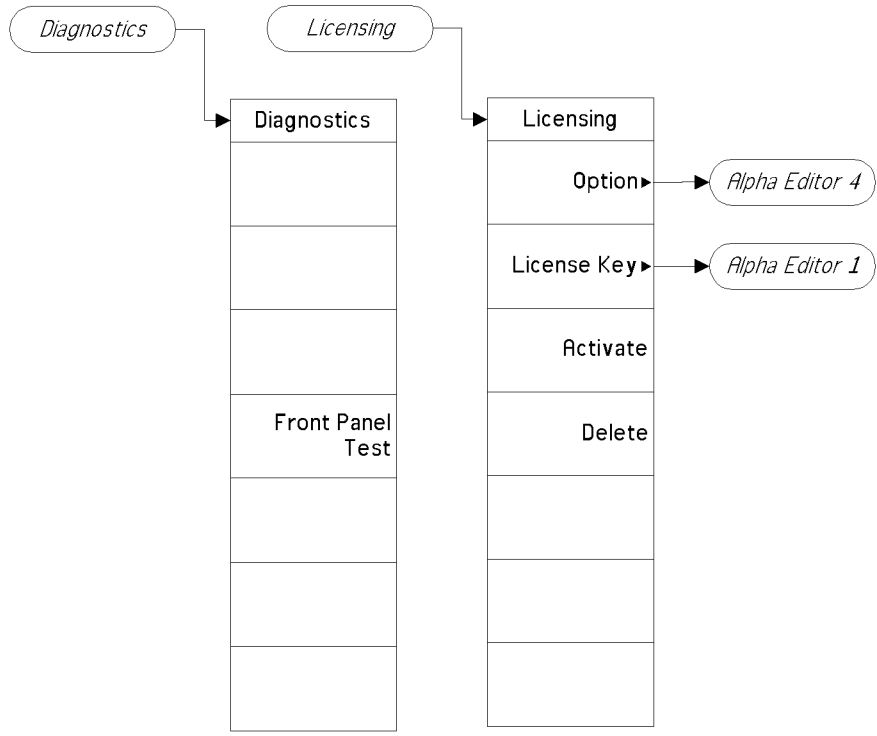 Diagnostics
Licensing
Diagnostics
Front Panel
Test
Licensing
Option
Alpha Editor 4
License Key
Alpha Editor 1
Activate
Delete